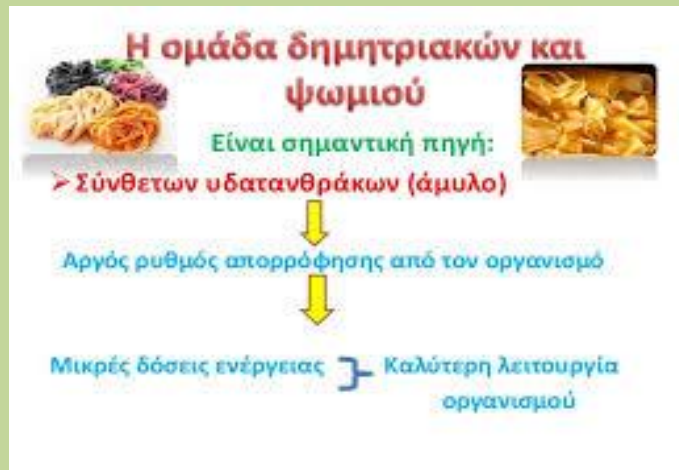 Η ομάδα δημητριακών και
ψωμιού
Είναι σημαντική πηγή:
➢ Σύνθετων υδατανθράκων (άμυλο)
Αργός ρυθμός απορρόφησης από τον οργανισμό
Μικρές δόσεις ενέργειας
Καλύτερη λειτουργία
οργανισμού